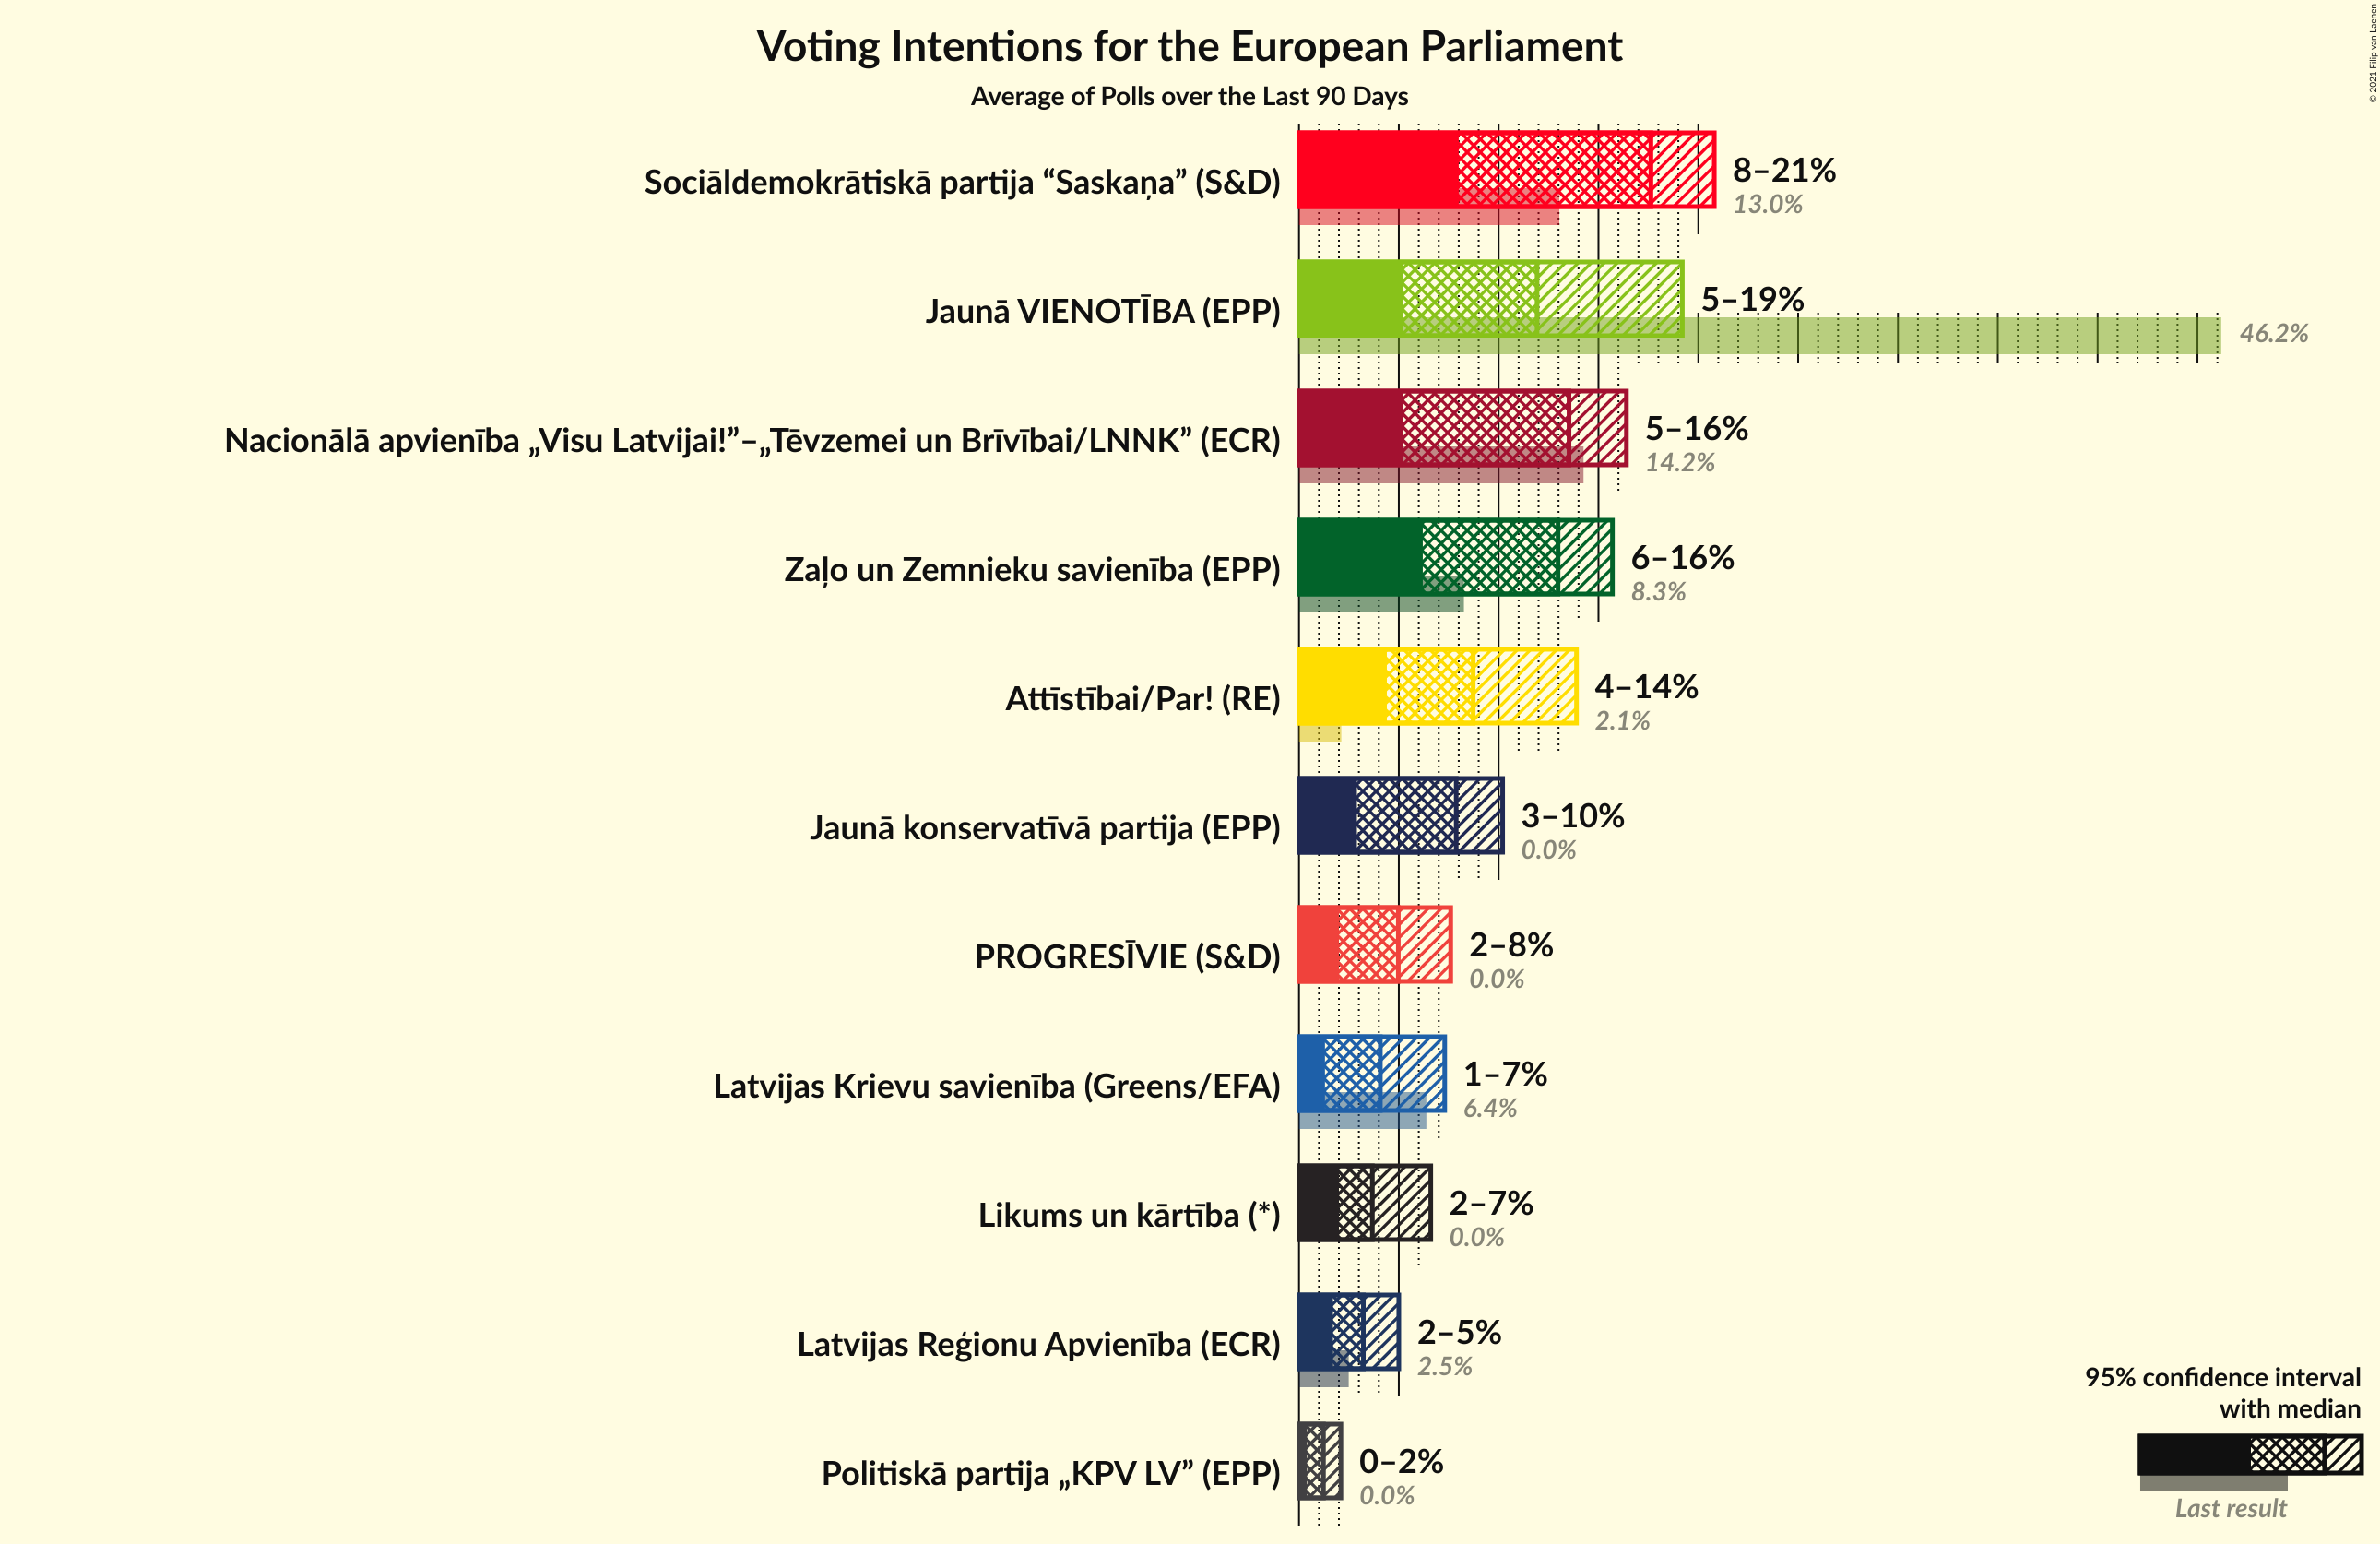 Voting Intentions for the European Parliament
Average of Polls over the Last 90 Days
© 2021 Filip van Laenen
Sociāldemokrātiskā partija “Saskaņa” (S&D)
8–21%
13.0%
Jaunā VIENOTĪBA (EPP)
5–19%
46.2%
Nacionālā apvienība „Visu Latvijai!”–„Tēvzemei un Brīvībai/LNNK” (ECR)
5–16%
14.2%
Zaļo un Zemnieku savienība (EPP)
6–16%
8.3%
Attīstībai/Par! (RE)
4–14%
2.1%
Jaunā konservatīvā partija (EPP)
3–10%
0.0%
PROGRESĪVIE (S&D)
2–8%
0.0%
Latvijas Krievu savienība (Greens/EFA)
1–7%
6.4%
Likums un kārtība (*)
2–7%
0.0%
Latvijas Reģionu Apvienība (ECR)
2–5%
2.5%
Politiskā partija „KPV LV” (EPP)
0–2%
0.0%
95% confidence interval
with median
Last result